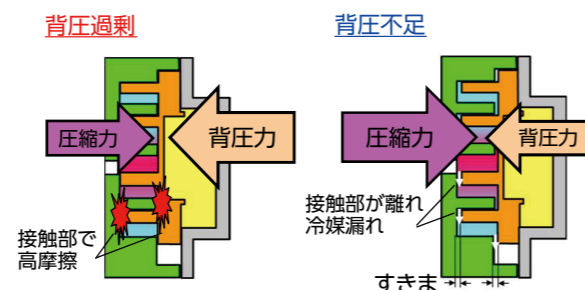 背圧過剰
圧縮力
背圧力
接触部で
高摩擦
背圧不足
圧縮力
背圧力
接触部が離れ
冷媒漏れ
すきま